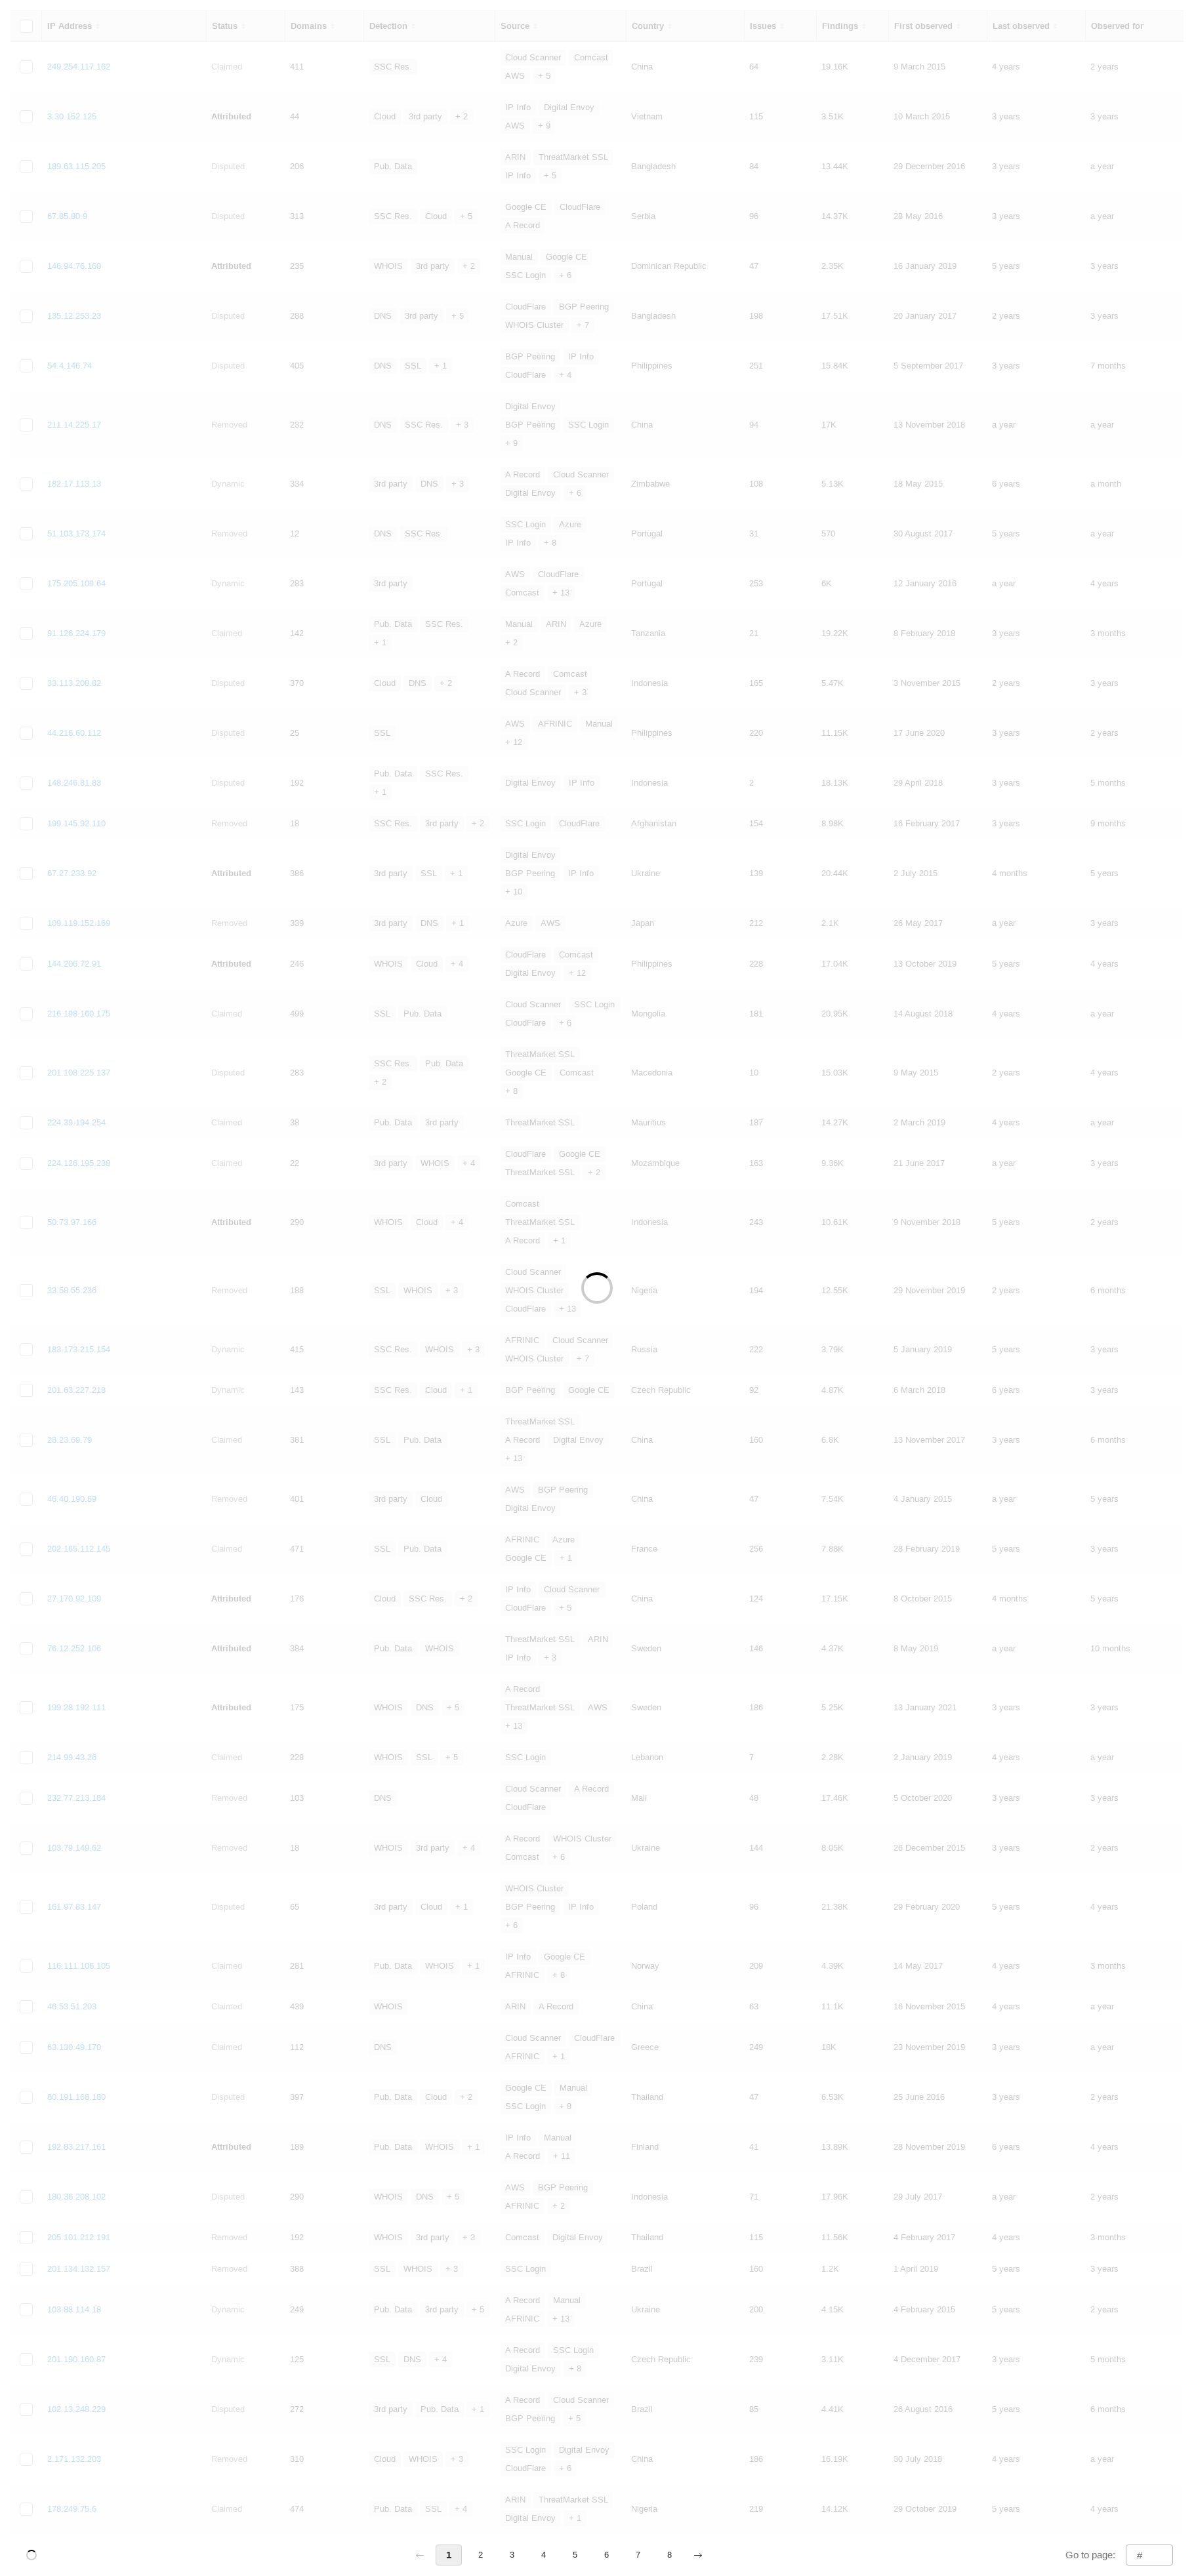 IP Address Status Domains Detection Source Country Issues Findings First observed Last observed Observed for
249.254.117.162 Claimed 411 SSC Res. Cloud Scanner Comcast AWS + 5 China 64 19.16K 9 March 2015 4 years 2 years
3.30.152.125 Attributed 44 Cloud 3rd party + 2 IP Info Digital Envoy AWS + 9 Vietnam 115 3.51K 10 March 2015 3 years 3 years
189.63.115.205 Disputed 206 Pub. Data ARIN ThreatMarket SSL IP Info + 5 Bangladesh 84 13.44K 29 December 2016 3 years a year
67.85.80.9 Disputed 313 SSC Res. Cloud + 5 Google CE CloudFlare A Record Serbia 96 14.37K 28 May 2016 3 years a year
146.94.76.160 Attributed 235 WHOIS 3rd party + 2 Manual Google CE SSC Login + 6 Dominican Republic 47 2.35K 16 January 2019 5 years 3 years
135.12.253.23 Disputed 288 DNS 3rd party + 5 CloudFlare BGP Peering WHOIS Cluster + 7 Bangladesh 198 17.51K 20 January 2017 2 years 3 years
54.4.146.74 Disputed 405 DNS SSL + 1 BGP Peering IP Info CloudFlare + 4 Philippines 251 15.84K 5 September 2017 3 years 7 months
211.14.225.17 Removed 232 DNS SSC Res. + 3 Digital Envoy BGP Peering SSC Login + 9 China 94 17K 13 November 2018 a year a year
182.17.113.13 Dynamic 334 3rd party DNS + 3 A Record Cloud Scanner Digital Envoy + 6 Zimbabwe 108 5.13K 18 May 2015 6 years a month
51.103.173.174 Removed 12 DNS SSC Res. SSC Login Azure IP Info + 8 Portugal 31 570 30 August 2017 5 years a year
175.205.109.64 Dynamic 283 3rd party AWS CloudFlare Comcast + 13 Portugal 253 6K 12 January 2016 a year 4 years
91.126.224.179 Claimed 142 Pub. Data SSC Res. + 1 Manual ARIN Azure + 2 Tanzania 21 19.22K 8 February 2018 3 years 3 months
33.113.208.82 Disputed 370 Cloud DNS + 2 A Record Comcast Cloud Scanner + 3 Indonesia 165 5.47K 3 November 2015 2 years 3 years
44.216.60.112 Disputed 25 SSL AWS AFRINIC Manual + 12 Philippines 220 11.15K 17 June 2020 3 years 2 years
148.246.81.83 Disputed 192 Pub. Data SSC Res. + 1 Digital Envoy IP Info Indonesia 2 18.13K 29 April 2018 3 years 5 months
199.145.92.110 Removed 18 SSC Res. 3rd party + 2 SSC Login CloudFlare Afghanistan 154 8.98K 16 February 2017 3 years 9 months
67.27.233.92 Attributed 386 3rd party SSL + 1 Digital Envoy BGP Peering IP Info + 10 Ukraine 139 20.44K 2 July 2015 4 months 5 years
109.119.152.169 Removed 339 3rd party DNS + 1 Azure AWS Japan 212 2.1K 26 May 2017 a year 3 years
144.206.72.91 Attributed 246 WHOIS Cloud + 4 CloudFlare Comcast Digital Envoy + 12 Philippines 228 17.04K 13 October 2019 5 years 4 years
216.198.160.175 Claimed 499 SSL Pub. Data Cloud Scanner SSC Login CloudFlare + 6 Mongolia 181 20.95K 14 August 2018 4 years a year
201.108.225.137 Disputed 283 SSC Res. Pub. Data + 2 ThreatMarket SSL Google CE Comcast + 8 Macedonia 10 15.03K 9 May 2015 2 years 4 years
224.39.194.254 Claimed 38 Pub. Data 3rd party ThreatMarket SSL Mauritius 187 14.27K 2 March 2019 4 years a year
224.126.195.238 Claimed 22 3rd party WHOIS + 4 CloudFlare Google CE ThreatMarket SSL + 2 Mozambique 163 9.36K 21 June 2017 a year 3 years
50.73.97.166 Attributed 290 WHOIS Cloud + 4 Comcast ThreatMarket SSL A Record + 1 Indonesia 243 10.61K 9 November 2018 5 years 2 years
33.58.55.236 Removed 188 SSL WHOIS + 3 Cloud Scanner WHOIS Cluster CloudFlare + 13 Nigeria 194 12.55K 29 November 2019 2 years 6 months
183.173.215.154 Dynamic 415 SSC Res. WHOIS + 3 AFRINIC Cloud Scanner WHOIS Cluster + 7 Russia 222 3.79K 5 January 2019 5 years 3 years
201.63.227.218 Dynamic 143 SSC Res. Cloud + 1 BGP Peering Google CE Czech Republic 92 4.87K 6 March 2018 6 years 3 years
28.23.69.79 Claimed 381 SSL Pub. Data ThreatMarket SSL A Record Digital Envoy + 13 China 160 6.8K 13 November 2017 3 years 6 months
46.40.190.69 Removed 401 3rd party Cloud AWS BGP Peering Digital Envoy China 47 7.54K 4 January 2015 a year 5 years
202.165.112.145 Claimed 471 SSL Pub. Data AFRINIC Azure Google CE + 1 France 256 7.88K 28 February 2019 5 years 3 years
27.170.92.109 Attributed 176 Cloud SSC Res. + 2 IP Info Cloud Scanner CloudFlare + 5 China 124 17.15K 8 October 2015 4 months 5 years
76.12.252.106 Attributed 384 Pub. Data WHOIS ThreatMarket SSL ARIN IP Info + 3 Sweden 146 4.37K 8 May 2019 a year 10 months
199.28.192.111 Attributed 175 WHOIS DNS + 5 A Record ThreatMarket SSL AWS + 13 Sweden 186 5.25K 13 January 2021 3 years 3 years
214.99.43.26 Claimed 228 WHOIS SSL + 5 SSC Login Lebanon 7 2.28K 2 January 2019 4 years a year
232.77.213.184 Removed 103 DNS Cloud Scanner A Record CloudFlare Mali 48 17.46K 5 October 2020 3 years 3 years
103.79.149.62 Removed 18 WHOIS 3rd party + 4 A Record WHOIS Cluster Comcast + 6 Ukraine 144 8.05K 26 December 2015 3 years 2 years
161.97.83.147 Disputed 65 3rd party Cloud + 1 WHOIS Cluster BGP Peering IP Info + 6 Poland 96 21.38K 29 February 2020 5 years 4 years
116.111.106.105 Claimed 281 Pub. Data WHOIS + 1 IP Info Google CE AFRINIC + 8 Norway 209 4.39K 14 May 2017 4 years 3 months
46.53.51.203 Claimed 439 WHOIS ARIN A Record China 63 11.1K 16 November 2015 4 years a year
63.130.49.170 Claimed 112 DNS Cloud Scanner CloudFlare AFRINIC + 1 Greece 249 18K 23 November 2019 3 years a year
80.191.168.180 Disputed 397 Pub. Data Cloud + 2 Google CE Manual SSC Login + 8 Thailand 47 6.53K 25 June 2016 3 years 2 years
192.83.217.161 Attributed 189 Pub. Data WHOIS + 1 IP Info Manual A Record + 11 Finland 41 13.89K 28 November 2019 6 years 4 years
180.36.208.102 Disputed 290 WHOIS DNS + 5 AWS BGP Peering AFRINIC + 2 Indonesia 71 17.96K 29 July 2017 a year 2 years
205.101.212.191 Removed 192 WHOIS 3rd party + 3 Comcast Digital Envoy Thailand 115 11.56K 4 February 2017 4 years 3 months
201.134.132.157 Removed 388 SSL WHOIS + 3 SSC Login Brazil 160 1.2K 1 April 2019 5 years 3 years
103.88.114.18 Dynamic 249 Pub. Data 3rd party + 5 A Record Manual AFRINIC + 13 Ukraine 200 4.15K 4 February 2015 5 years 2 years
201.190.160.87 Dynamic 125 SSL DNS + 4 A Record SSC Login Digital Envoy + 8 Czech Republic 239 3.11K 4 December 2017 3 years 5 months
102.13.248.229 Disputed 272 3rd party Pub. Data + 1 A Record Cloud Scanner BGP Peering + 5 Brazil 85 4.41K 26 August 2016 5 years 6 months
2.171.132.203 Removed 310 Cloud WHOIS + 3 SSC Login Digital Envoy CloudFlare + 6 China 186 16.19K 30 July 2018 4 years a year
178.249.75.6 Claimed 474 Pub. Data SSL + 4 ARIN ThreatMarket SSL Digital Envoy + 1 Nigeria 219 14.12K 29 October 2019 5 years 4 years
← 1 2 3 4 5 6 7 8 → Go to page: #